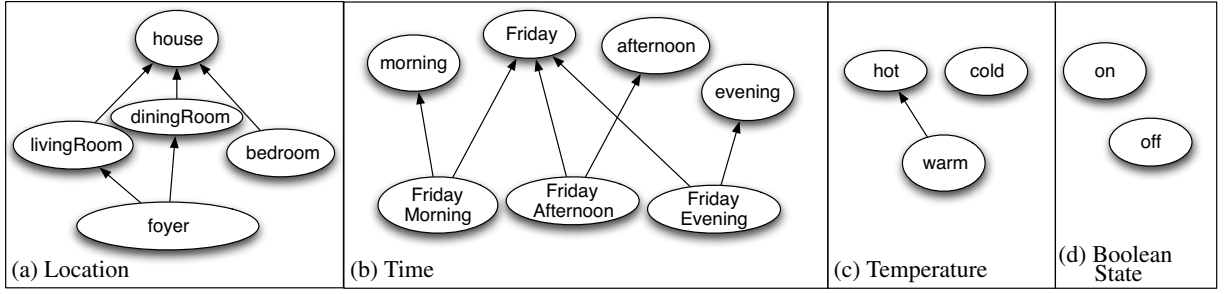 house
livingRoom
diningRoom
bedroom
foyer
(a) Location
morning
Friday
afternoon
evening
Friday
Morning
Friday
Afternoon
Friday
Evening
(b) Time
hot
cold
warm
(c) Temperature
on
off
(d) Boolean
State